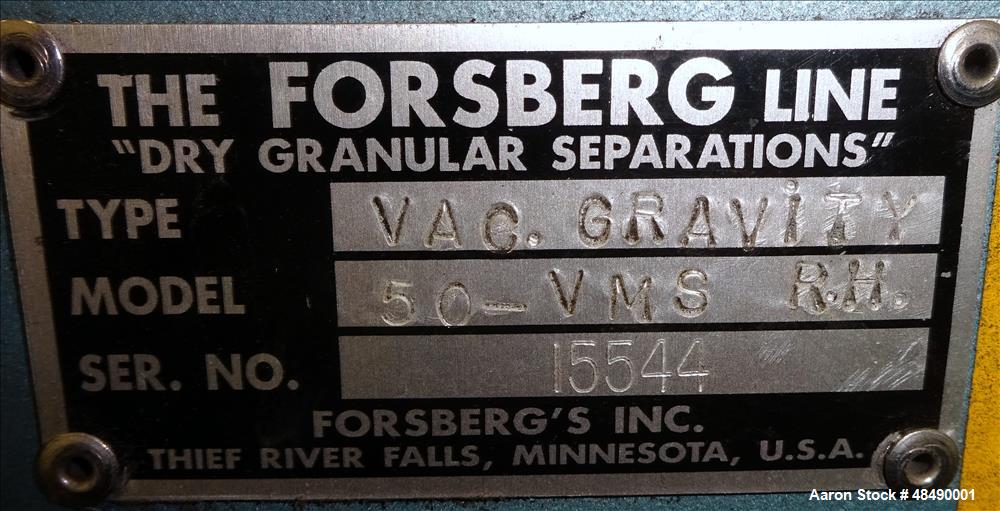 THE FORSBERG LINE
"DRY GRANULAR SEPARATIONS"
TYPE VAC. GRAVITY
MODEL 50-VMS R.H.
SER. NO. 15544
FORSBERG'S INC.
THIEF RIVER FALLS, MINNESOTA, U.S.A.
Aaron Stock # 48490001